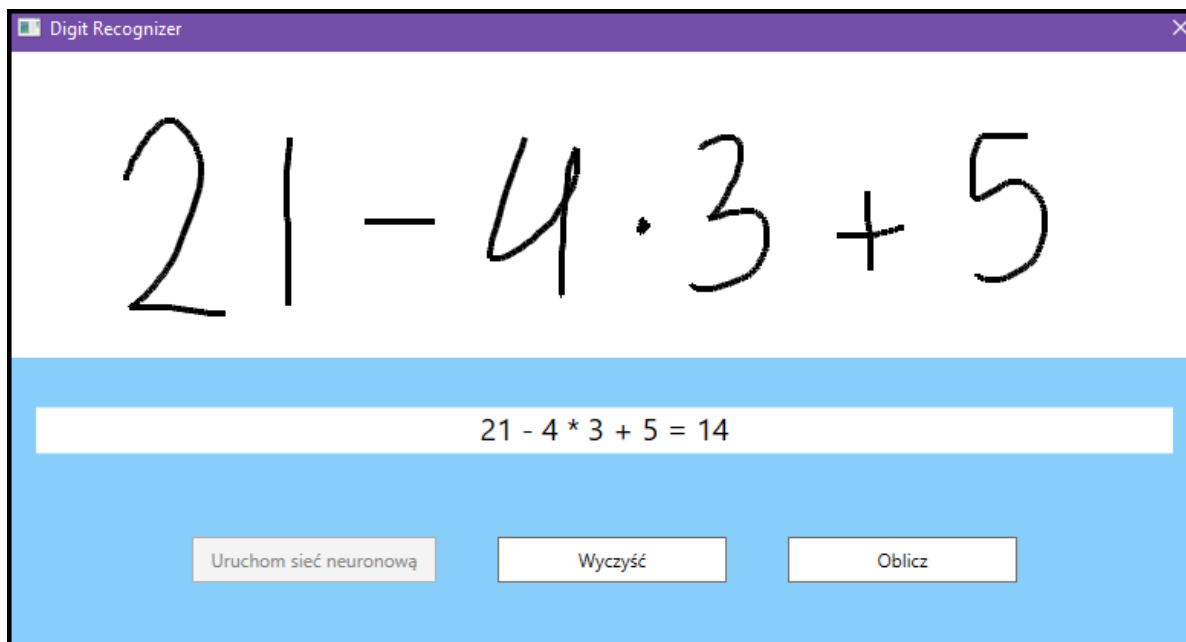 Digit Recognizer
21 - 4 · 3 + 5
21 - 4 * 3 + 5 = 14
Uruchom sieć neuronową Wyczyść Oblicz